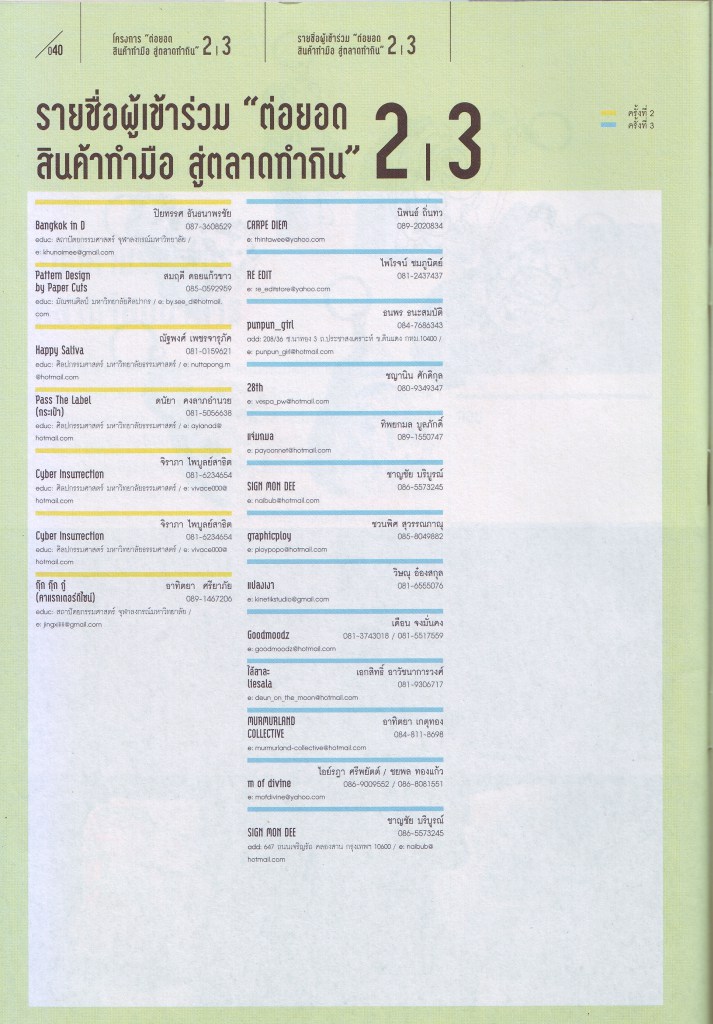 /040
โครงการ "ต่อยอด
สินค้าทำมือ สู่ตลาดทำกิน" 2|3
รายชื่อผู้เข้าร่วม "ต่อยอด
สินค้าทำมือ สู่ตลาดทำกิน" 2|3
รายชื่อผู้เข้าร่วม "ต่อยอด
สินค้าทำมือ สู่ตลาดทำกิน" 2|3
ครั้งที่ 2
ครั้งที่ 3
ปิยทรรศ อันธนาพรชัย
Bangkok in D 087-3608529
educ: สถาปัตยกรรมศาสตร์ จุฬาลงกรณ์มหาวิทยาลัย /
e: khunaimee@gmail.com
Pattern Design สมฤดี ดอยแก้วขาว
by Paper Cuts 085-0592959
educ: มัณฑนศิลป์ มหาวิทยาลัยศิลปากร / e: by.see_d@hotmail.
com
ณัฐพงศ์ เพชรจารุภัค
Happy Saliva 081-0159621
educ: ศิลปกรรมศาสตร์ มหาวิทยาลัยธรรมศาสตร์ / e: nuttapong.m
@hotmail.com
Pass The Label ดนัยา คงลาภอำนวย
(กระเป๋า) 081-5056638
educ: ศิลปกรรมศาสตร์ มหาวิทยาลัยธรรมศาสตร์ / e: ayianad@
hotmail.com
จิราภา ไพบูลย์สาธิต
Cyber Insurrection 081-6234654
educ: ศิลปกรรมศาสตร์ มหาวิทยาลัยธรรมศาสตร์ / e: vivace000@
hotmail.com
จิราภา ไพบูลย์สาธิต
Cyber Insurrection 081-6234654
educ: ศิลปกรรมศาสตร์ มหาวิทยาลัยธรรมศาสตร์ / e: vivace000@
hotmail.com
กุ๊ก กุ๊ก กู๋ อาทิตยา ศรียาภัย
(คาแรกเตอร์ดีไซน์) 089-1467206
educ: สถาปัตยกรรมศาสตร์ จุฬาลงกรณ์มหาวิทยาลัย /
e: jingxiiii@gmail.com
นิพนธ์ ถิ่นทวี
CARPE DIEM 089-2020834
e: thintawee@yahoo.com
ไพโรจน์ ชมภูนิตย์
RE EDIT 081-2437437
e: re_editstore@yahoo.com
ธนพร ธนะสมบัติ
punpun_girl 084-7686343
add: 208/36 ซ.นาทอง 3 ถ.ประชาสงเคราะห์ ข.ดินแดง กทม.10400 /
e: punpun_girl@hotmail.com
ชญานิน ศักดิกุล
28th 080-9349347
e: vespa_pw@hotmail.com
ทิพยกมล บูลภักดิ์
แจ่มกมล 089-1550747
e: payoonnet@hotmail.com
ชาญชัย บริบูรณ์
SIGN MON DEE 086-5573245
e: naibub@hotmail.com
ชวนพิศ สุวรรณภาณุ
graphicploy 085-8049882
e: ploypopo@hotmail.com
วิษณุ อ๋องสกุล
แปลงเงา 081-6555076
e: kinetikstudio@gmail.com
เดือน จงมั่นคง
Goodmoodz 081-3743018 / 081-5517559
e: goodmoodz@hotmail.com
ไล้สาละ เอกสิทธิ์ อาวัชนาการวงศ์
liesala 081-9306717
e: deun_on_the_moon@hotmail.com
MURMURLAND อาทิตยา เกตุทอง
COLLECTIVE 084-811-8698
e: murmurland-collective@hotmail.com
ไอย์รฎา ศรีพยัตต์ / ชยพล ทองแก้ว
m of divine 086-9009552 / 086-8081551
e: mofdivine@yahoo.com
ชาญชัย บริบูรณ์
SIGN MON DEE 086-5573245
add: 647 ถนนเจริญรัถ คลองสาน กรุงเทพฯ 10600 / e: naibub@
hotmail.com